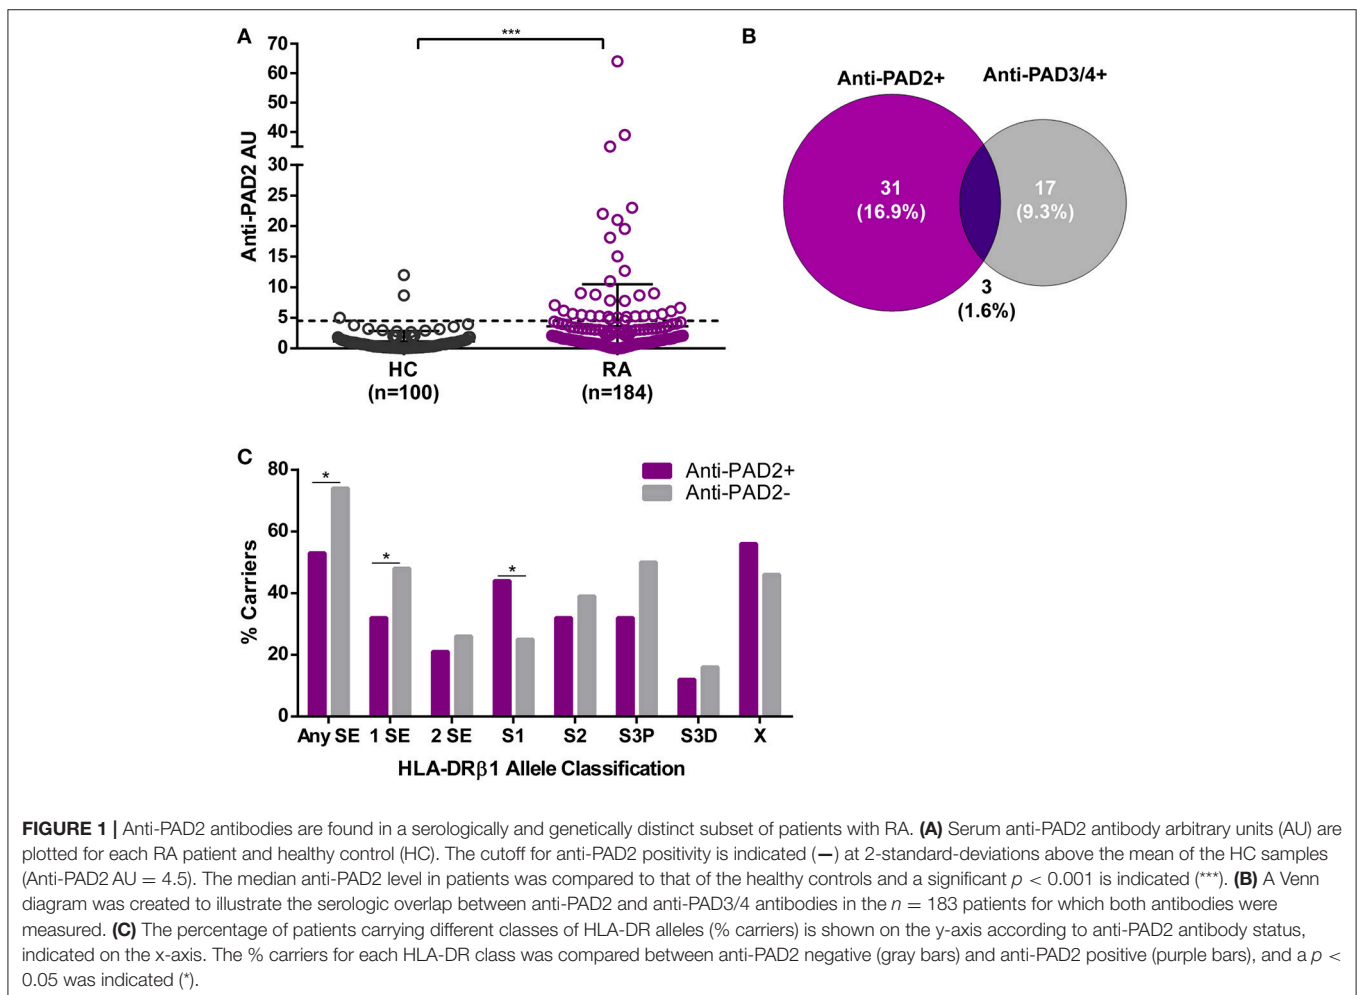 A
***
70
60
50
40
30
25
20
15
10
5
0
Anti-PAD2 AU
HC
(n=100)
RA
(n=184)
B
Anti-PAD2+
Anti-PAD3/4+
31
(16.9%)
17
(9.3%)
3
(1.6%)
C
80
60
40
20
0
% Carriers
*
*
*
Anti-PAD2+
Anti-PAD2-
Any SE 1 SE 2 SE S1 S2 S3P S3D X
HLA-DRβ1 Allele Classification
FIGURE 1 | Anti-PAD2 antibodies are found in a serologically and genetically distinct subset of patients with RA. (A) Serum anti-PAD2 antibody arbitrary units (AU) are
plotted for each RA patient and healthy control (HC). The cutoff for anti-PAD2 positivity is indicated (–) at 2-standard-deviations above the mean of the HC samples
(Anti-PAD2 AU = 4.5). The median anti-PAD2 level in patients was compared to that of the healthy controls and a significant p < 0.001 is indicated (***). (B) A Venn
diagram was created to illustrate the serologic overlap between anti-PAD2 and anti-PAD3/4 antibodies in the n = 183 patients for which both antibodies were
measured. (C) The percentage of patients carrying different classes of HLA-DR alleles (% carriers) is shown on the y-axis according to anti-PAD2 antibody status,
indicated on the x-axis. The % carriers for each HLA-DR class was compared between anti-PAD2 negative (gray bars) and anti-PAD2 positive (purple bars), and a p <
0.05 was indicated (*).